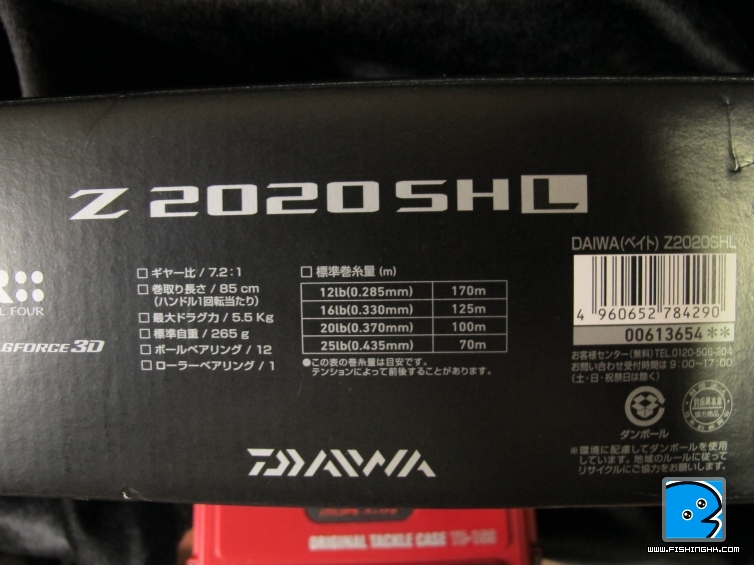 Z 2020SHL
R
L FOUR
AGFORCE 3D
□ ギヤー比 / 7.2:1
□ 巻取り長さ / 85 cm
(ハンドル1回転当たり)
□ 最大ドラグ力 / 5.5 Kg
□ 標準自重 / 265 g
□ ボールベアリング / 12
□ ローラーベアリング / 1
□ 標準巻糸量 (m)
12lb(0.285mm) 170m
16lb(0.330mm) 125m
20lb(0.370mm) 100m
25lb(0.435mm) 70m
●この表の巻糸量は目安です。
テンションによって前後することがあります。
DAIWA(ベイト) Z2020SHL
4 960652 784290
00613654**
お客様センター(無料)TEL.0120-506-204
お問い合わせ受付時間は 9:00~17:00
(土・日・祝祭日は除く)
ダンボール
※環境に配慮してダンボールを使用
しています。地域のルールに従って
リサイクルにご協力をお願いします。
DAIWA
ORIGINAL TACKLE CASE
WWW.FISHINGHK.COM